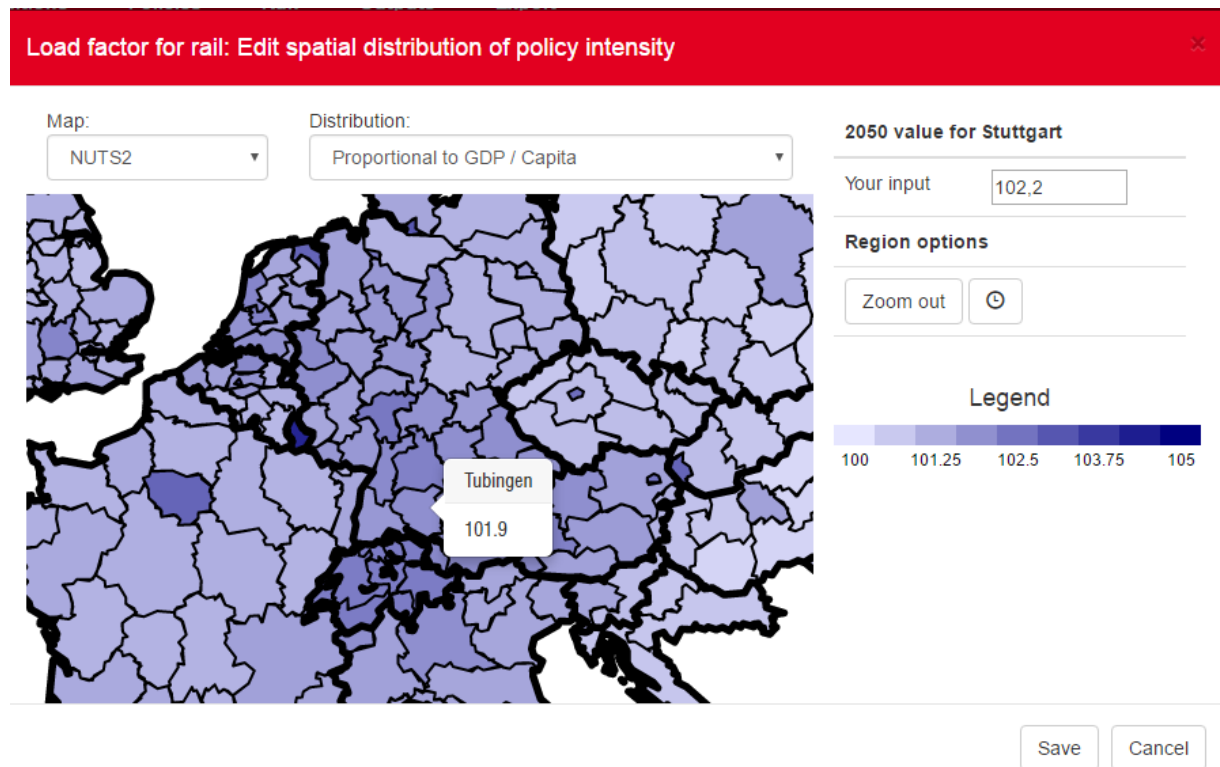 Load factor for rail: Edit spatial distribution of policy intensity
Map:
NUTS2
Distribution:
Proportional to GDP / Capita
2050 value for Stuttgart
Your input
102,2
Region options
Zoom out
Legend
100 101.25 102.5 103.75 105
Tubingen
101.9
Save Cancel